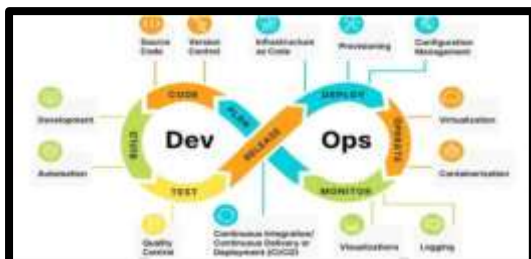 Source
Code
Version
Control
Infrastructure
as Code
Provisioning
Configuration
Management
CODE
PLAN
DEPLOY
Development
Virtualization
BUILD
Dev
RELEASE
Ops
OPERATE
Automation
Containerization
TEST
MONITOR
Quality
Control
Continuous Integration/
Continuous Delivery or
Deployment (CI/CD)
Visualizations
Logging